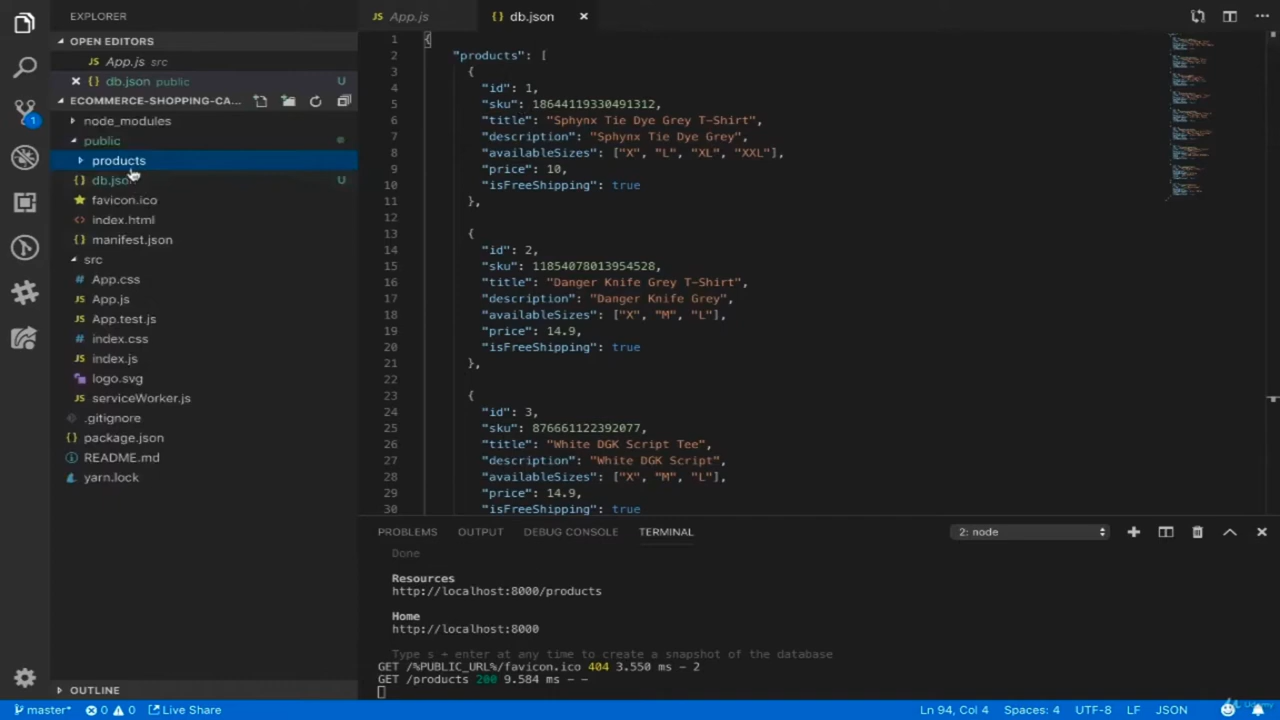 EXPLORER
OPEN EDITORS
App.js src
db.json public U
ECOMMERCE-SHOPPING-CA...
node_modules
public
products
db.json U
favicon.ico
index.html
manifest.json
src
App.css
App.js
App.test.js
index.css
index.js
logo.svg
serviceWorker.js
.gitignore
package.json
README.md
yarn.lock
OUTLINE
App.js
db.json
1 {
2 "products": [
3 {
4 "id": 1,
5 "sku": 18644119330491312,
6 "title": "Sphynx Tie Dye Grey T-Shirt",
7 "description": "Sphynx Tie Dye Grey",
8 "availableSizes": ["X", "L", "XL", "XXL"],
9 "price": 10,
10 "isFreeShipping": true
11 },
12
13 {
14 "id": 2,
15 "sku": 11854078013954528,
16 "title": "Danger Knife Grey T-Shirt",
17 "description": "Danger Knife Grey",
18 "availableSizes": ["X", "M", "L"],
19 "price": 14.9,
20 "isFreeShipping": true
21 },
22
23 {
24 "id": 3,
25 "sku": 876661122392077,
26 "title": "White DGK Script Tee",
27 "description": "White DGK Script",
28 "availableSizes": ["X", "M", "L"],
29 "price": 14.9,
30 "isFreeShipping": true
PROBLEMS OUTPUT DEBUG CONSOLE TERMINAL 2: node
Done
Resources
http://localhost:8000/products
Home
http://localhost:8000
Type s + enter at any time to create a snapshot of the database
GET /%PUBLIC_URL%/favicon.ico 404 3.550 ms - 2
GET /products 200 9.584 ms - -
master* 0 0 Live Share Ln 94, Col 4 Spaces: 4 UTF-8 LF JSON
Udemy